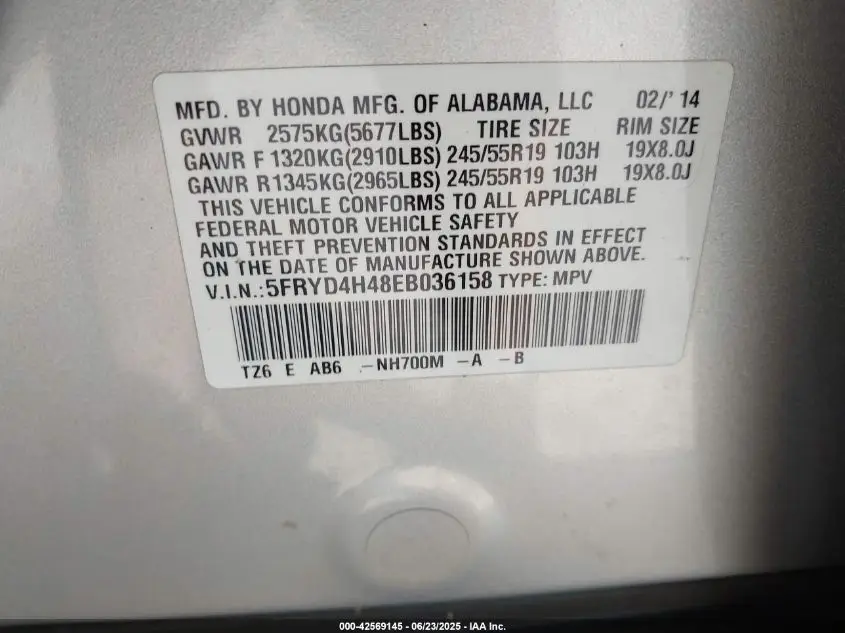 MFD. BY HONDA MFG. OF ALABAMA, LLC 02/' 14
GVWR 2575KG(5677LBS) TIRE SIZE RIM SIZE
GAWR F 1320KG(2910LBS) 245/55R19 103H 19X8.0J
GAWR R 1345KG(2965LBS) 245/55R19 103H 19X8.0J
THIS VEHICLE CONFORMS TO ALL APPLICABLE
FEDERAL MOTOR VEHICLE SAFETY
AND THEFT PREVENTION STANDARDS IN EFFECT
ON THE DATE OF MANUFACTURE SHOWN ABOVE.
V.I.N.:5FRYD4H48EB036158 TYPE: MPV
TZ6 E AB6 -NH700M -A -B
000-42569145 - 06/23/2025 - IAA Inc.